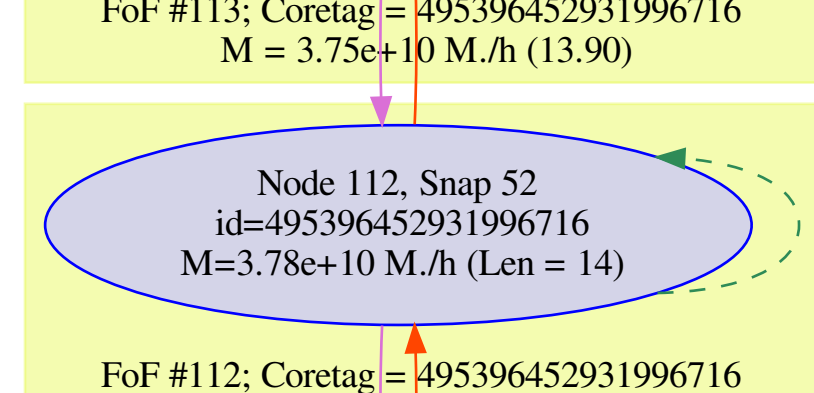 FoF #113; Coretag = 495396452931996716
M = 3.75e+10 M./h (13.90)
Node 112, Snap 52
id=495396452931996716
M=3.78e+10 M./h (Len = 14)
FoF #112; Coretag = 495396452931996716